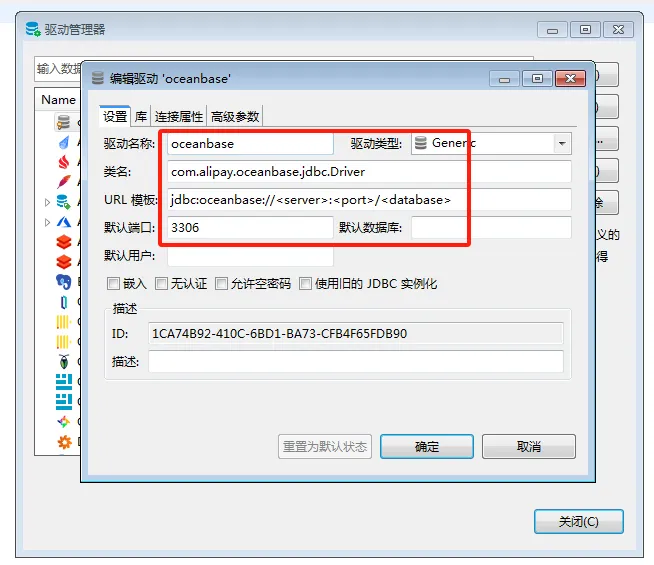 驱动管理器
输入数据
Name
编辑驱动 'oceanbase'
设置 库 连接属性 高级参数
驱动名称: oceanbase 驱动类型: Generic
类名: com.alipay.oceanbase.jdbc.Driver
URL 模板: jdbc:oceanbase://<server>:<port>/<database>
默认端口: 3306 默认数据库:
默认用户:
嵌入 无认证 允许空密码 使用旧的 JDBC 实例化
描述
ID: 1CA74B92-410C-6BD1-BA73-CFB4F65FDB90
描述:
重置为默认状态 确定 取消
除
义的
得
关闭(C)